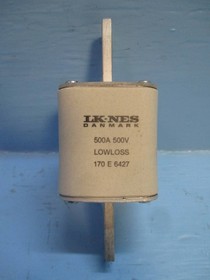 LK-NES
DANMARK
500A 500V
LOWLOSS
170 E 6427